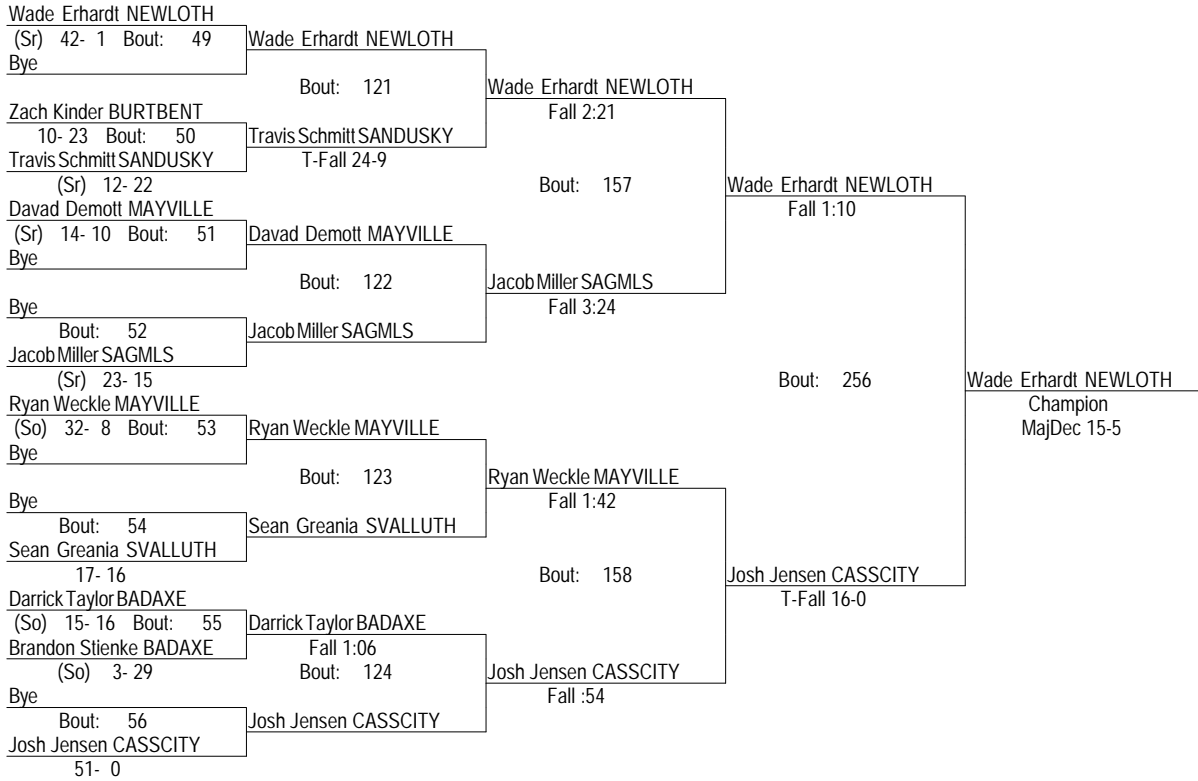 Wade Erhardt NEWLOTH
(Sr) 42- 1 Bout: 49
Wade Erhardt NEWLOTH
Bye
Bout: 121
Wade Erhardt NEWLOTH
Fall 2:21
Zach Kinder BURTBENT
10- 23 Bout: 50
Travis Schmitt SANDUSKY
Travis Schmitt SANDUSKY
T-Fall 24-9
(Sr) 12- 22
Bout: 157
Wade Erhardt NEWLOTH
Fall 1:10
Davad Demott MAYVILLE
(Sr) 14- 10 Bout: 51
Davad Demott MAYVILLE
Bye
Bout: 122
Jacob Miller SAGMLS
Fall 3:24
Bye
Bout: 52
Jacob Miller SAGMLS
Jacob Miller SAGMLS
(Sr) 23- 15
Bout: 256
Wade Erhardt NEWLOTH
Champion
MajDec 15-5
Ryan Weckle MAYVILLE
(So) 32- 8 Bout: 53
Ryan Weckle MAYVILLE
Bye
Bout: 123
Ryan Weckle MAYVILLE
Fall 1:42
Bye
Bout: 54
Sean Greania SVALLUTH
Sean Greania SVALLUTH
17- 16
Bout: 158
Josh Jensen CASSCITY
T-Fall 16-0
Darrick Taylor BADAXE
(So) 15- 16 Bout: 55
Darrick Taylor BADAXE
Brandon Stienke BADAXE
Fall 1:06
(So) 3- 29
Bout: 124
Josh Jensen CASSCITY
Fall :54
Bye
Bout: 56
Josh Jensen CASSCITY
Josh Jensen CASSCITY
51- 0